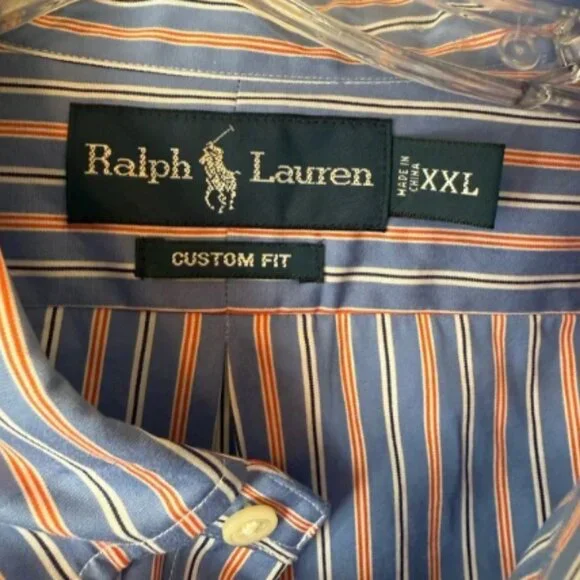 Ralph Lauren
MADE IN
CHINA
XXL
CUSTOM FIT